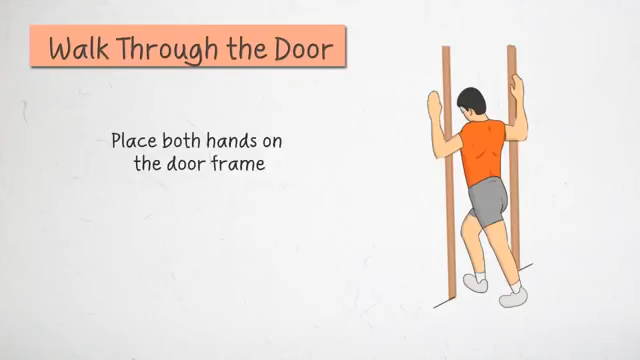 Walk Through the Door
Place both hands on
the door frame